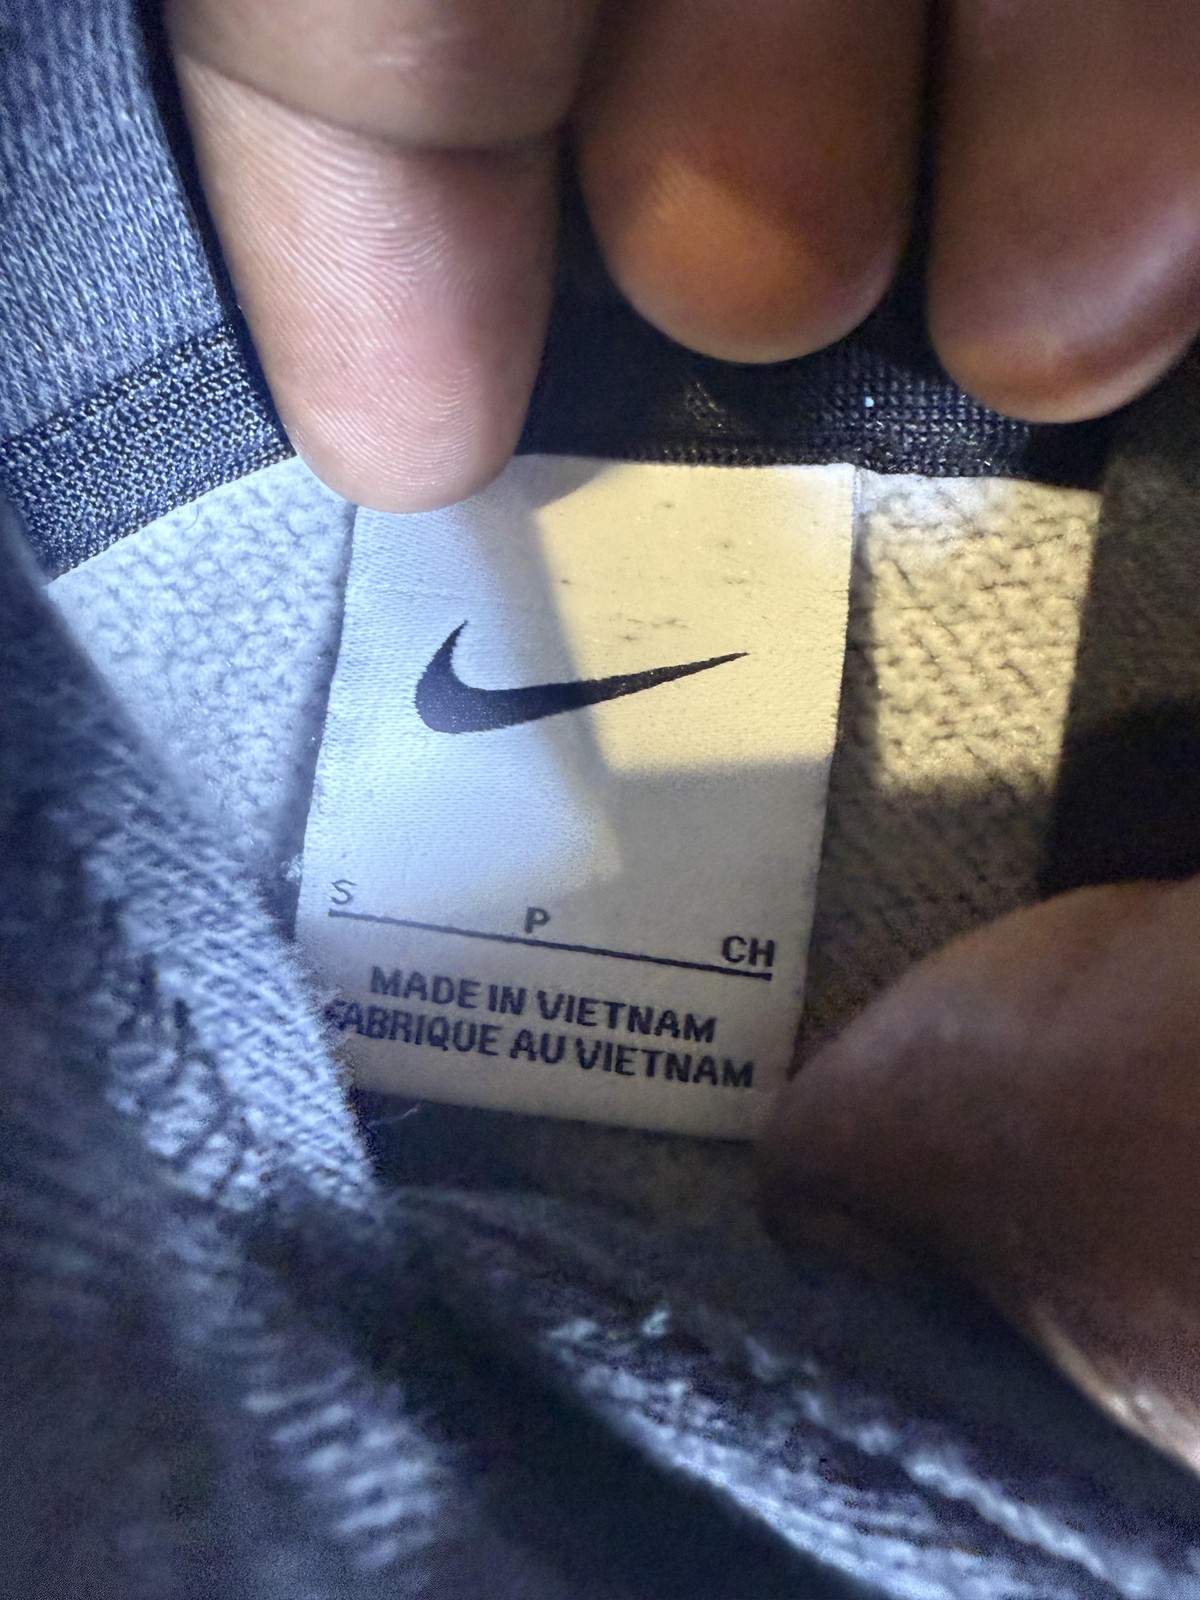 S P CH
MADE IN VIETNAM
FABRIQUE AU VIETNAM